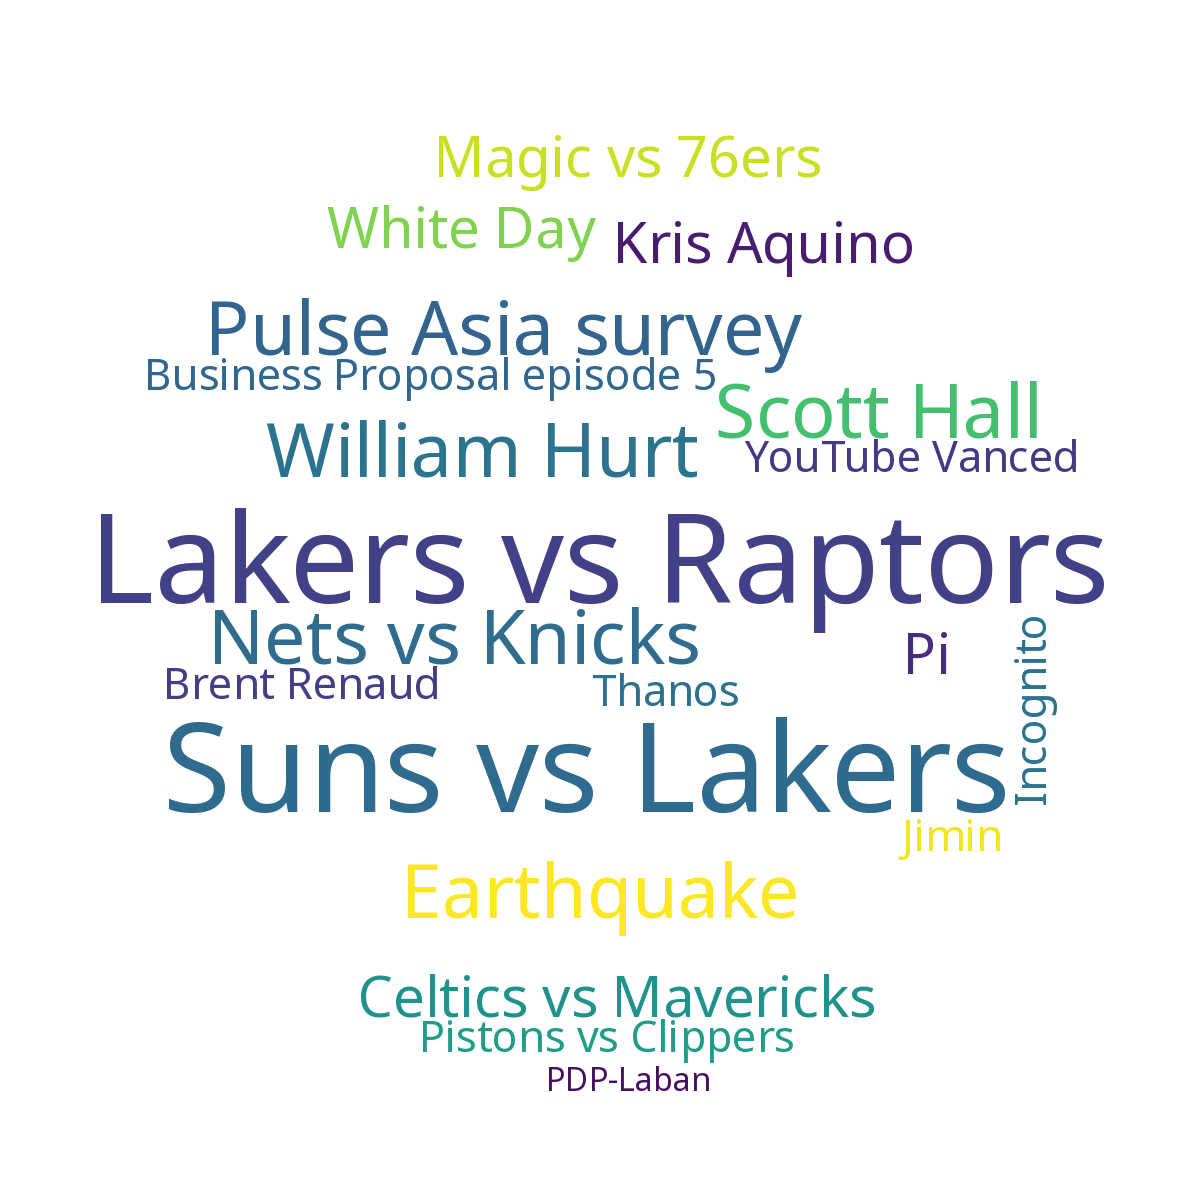 Magic vs 76ers
White Day
Kris Aquino
Pulse Asia survey
Business Proposal episode 5
Scott Hall
William Hurt
YouTube Vanced
Lakers vs Raptors
Nets vs Knicks
Pi
Incognito
Brent Renaud
Thanos
Suns vs Lakers
Jimin
Earthquake
Celtics vs Mavericks
Pistons vs Clippers
PDP-Laban